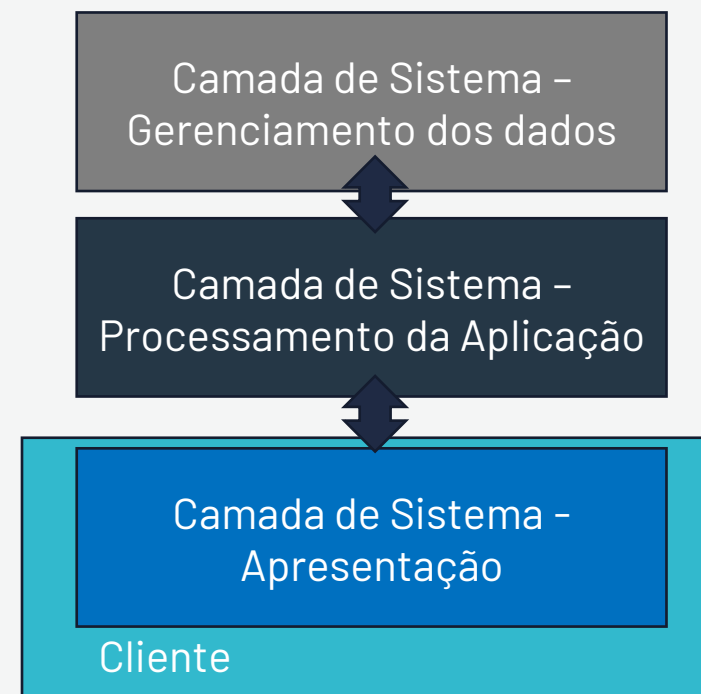 Camada de Sistema –
Gerenciamento dos dados
Camada de Sistema –
Processamento da Aplicação
Camada de Sistema -
Apresentação
Cliente